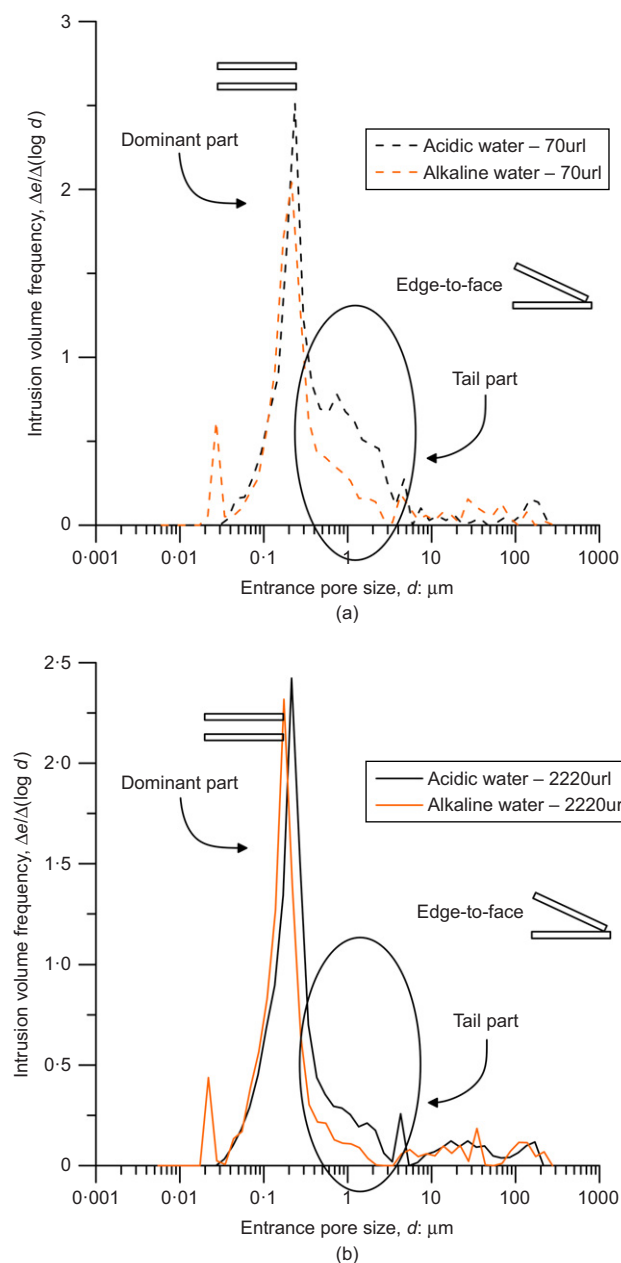 3
2
1
0
Intrusion volume frequency, Δe/Δ(log d)
Dominant part
Acidic water – 70url
Alkaline water – 70url
Edge-to-face
Tail part
0·001 0·01 0·1 1 10 100 1000
Entrance pore size, d: μm
(a)
2·5
2·0
1·5
1·0
0·5
0
Intrusion volume frequency, Δe/Δ(log d)
Dominant part
Acidic water – 2220url
Alkaline water – 2220url
Edge-to-face
Tail part
0·001 0·01 0·1 1 10 100 1000
Entrance pore size, d: μm
(b)